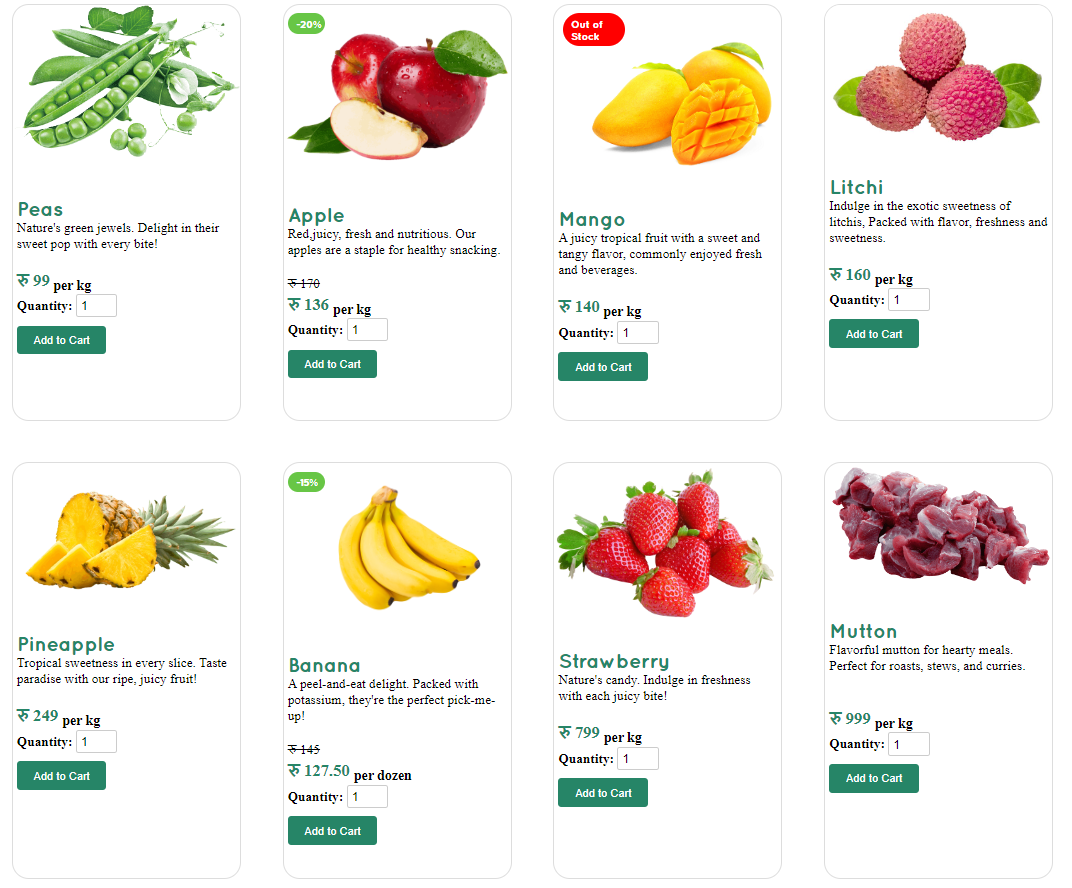 Peas
Nature's green jewels. Delight in their
sweet pop with every bite!
रु 99 per kg
Quantity: 1
Add to Cart
-20%
Apple
Red,juicy, fresh and nutritious. Our
apples are a staple for healthy snacking.
रु 170
रु 136 per kg
Quantity: 1
Add to Cart
Out of
Stock
Mango
A juicy tropical fruit with a sweet and
tangy flavor, commonly enjoyed fresh
and beverages.
रु 140 per kg
Quantity: 1
Add to Cart
Litchi
Indulge in the exotic sweetness of
litchis, Packed with flavor, freshness and
sweetness.
रु 160 per kg
Quantity: 1
Add to Cart
Pineapple
Tropical sweetness in every slice. Taste
paradise with our ripe, juicy fruit!
रु 249 per kg
Quantity: 1
Add to Cart
-15%
Banana
A peel-and-eat delight. Packed with
potassium, they're the perfect pick-me-
up!
रु 145
रु 127.50 per dozen
Quantity: 1
Add to Cart
Strawberry
Nature's candy. Indulge in freshness
with each juicy bite!
रु 799 per kg
Quantity: 1
Add to Cart
Mutton
Flavorful mutton for hearty meals.
Perfect for roasts, stews, and curries.
रु 999 per kg
Quantity: 1
Add to Cart